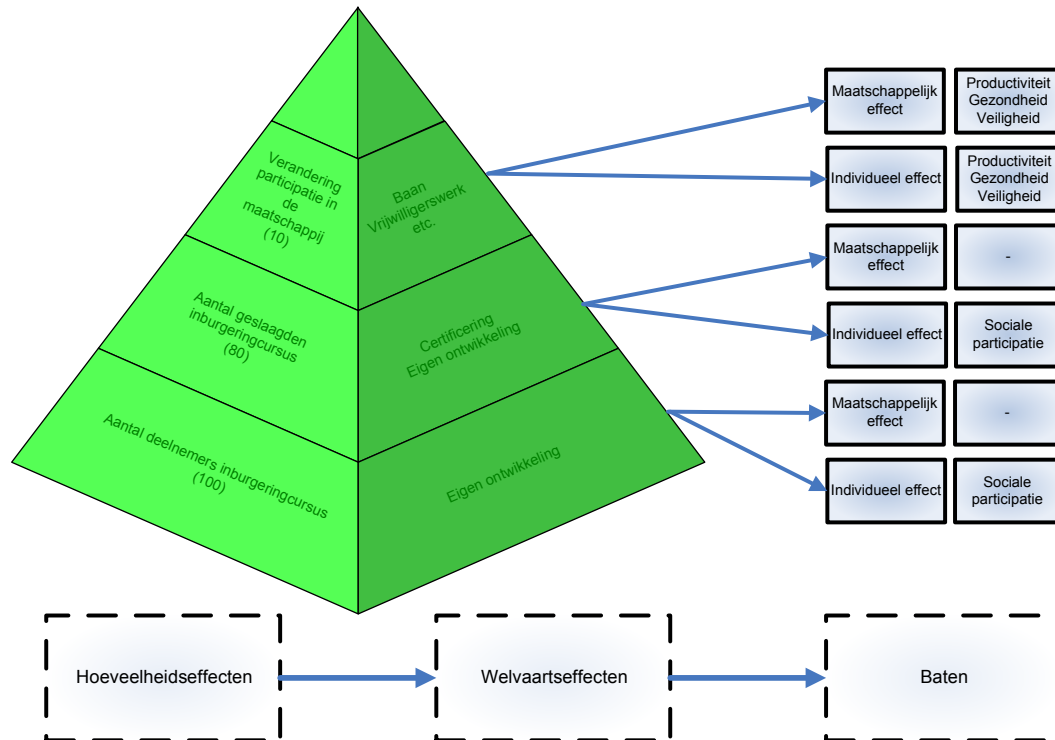 Verandering
participatie in
de
maatschappij
(10)
Baan
Vrijwilligerswerk
etc.
Aantal geslaagden
inburgeringcursus
(80)
Certificering
Eigen ontwikkeling
Aantal deelnemers inburgeringcursus
(100)
Eigen ontwikkeling
Maatschappelijk
effect
Productiviteit
Gezondheid
Veiligheid
Individueel effect
Productiviteit
Gezondheid
Veiligheid
Maatschappelijk
effect
-
Individueel effect
Sociale
participatie
Maatschappelijk
effect
-
Individueel effect
Sociale
participatie
Hoeveelheidseffecten
Welvaartseffecten
Baten